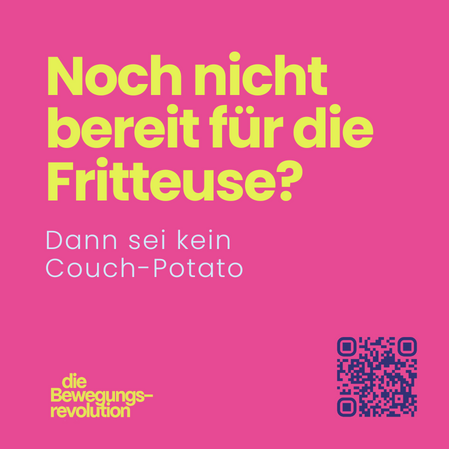 Noch nicht
bereit für die
Fritteuse?
Dann sei kein
Couch-Potato
die
Bewegungs-
revolution